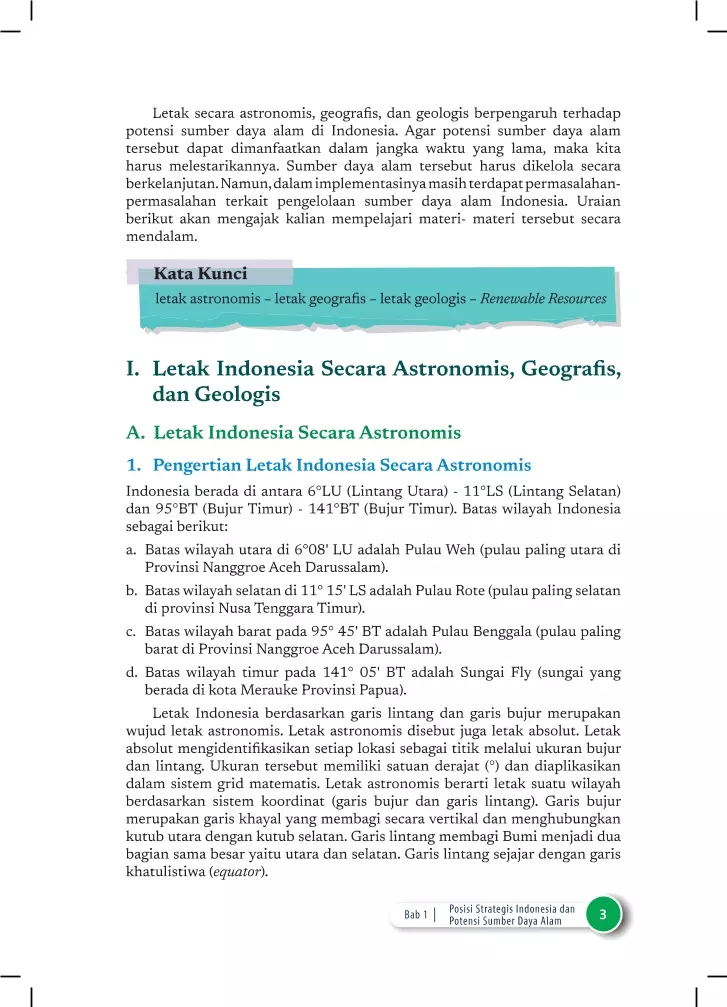 Letak secara astronomis, geografis, dan geologis berpengaruh terhadap
potensi sumber daya alam di Indonesia. Agar potensi sumber daya alam
tersebut dapat dimanfaatkan dalam jangka waktu yang lama, maka kita
harus melestarikannya. Sumber daya alam tersebut harus dikelola secara
berkelanjutan. Namun, dalam implementasinya masih terdapat permasalahan-
permasalahan terkait pengelolaan sumber daya alam Indonesia. Uraian
berikut akan mengajak kalian mempelajari materi- materi tersebut secara
mendalam.
Kata Kunci
letak astronomis – letak geografis – letak geologis – Renewable Resources
I. Letak Indonesia Secara Astronomis, Geografis,
dan Geologis
A. Letak Indonesia Secara Astronomis
1. Pengertian Letak Indonesia Secara Astronomis
Indonesia berada di antara 6°LU (Lintang Utara) - 11°LS (Lintang Selatan)
dan 95°BT (Bujur Timur) - 141°BT (Bujur Timur). Batas wilayah Indonesia
sebagai berikut:
a. Batas wilayah utara di 6°08' LU adalah Pulau Weh (pulau paling utara di
Provinsi Nanggroe Aceh Darussalam).
b. Batas wilayah selatan di 11° 15' LS adalah Pulau Rote (pulau paling selatan
di provinsi Nusa Tenggara Timur).
c. Batas wilayah barat pada 95° 45' BT adalah Pulau Benggala (pulau paling
barat di Provinsi Nanggroe Aceh Darussalam).
d. Batas wilayah timur pada 141° 05' BT adalah Sungai Fly (sungai yang
berada di kota Merauke Provinsi Papua).
Letak Indonesia berdasarkan garis lintang dan garis bujur merupakan
wujud letak astronomis. Letak astronomis disebut juga letak absolut. Letak
absolut mengidentifikasikan setiap lokasi sebagai titik melalui ukuran bujur
dan lintang. Ukuran tersebut memiliki satuan derajat (°) dan diaplikasikan
dalam sistem grid matematis. Letak astronomis berarti letak suatu wilayah
berdasarkan sistem koordinat (garis bujur dan garis lintang). Garis bujur
merupakan garis khayal yang membagi secara vertikal dan menghubungkan
kutub utara dengan kutub selatan. Garis lintang membagi Bumi menjadi dua
bagian sama besar yaitu utara dan selatan. Garis lintang sejajar dengan garis
khatulistiwa (equator).
Bab 1 | Posisi Strategis Indonesia dan
Potensi Sumber Daya Alam
3